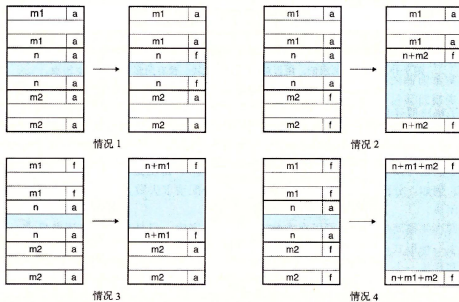 m1 a
m1 a
n a
n a
m2 a
m2 a
m1 a
m1 a
n f
n f
m2 a
m2 a
情况 1
m1 a
m1 a
n a
n a
m2 f
m2 f
m1 a
m1 a
n+m2 f
n+m2 f
情况 2
m1 f
m1 f
n a
n a
m2 a
m2 a
n+m1 f
n+m1 f
m2 a
m2 a
情况 3
m1 f
m1 f
n a
n a
m2 f
m2 f
n+m1+m2 f
n+m1+m2 f
情况 4